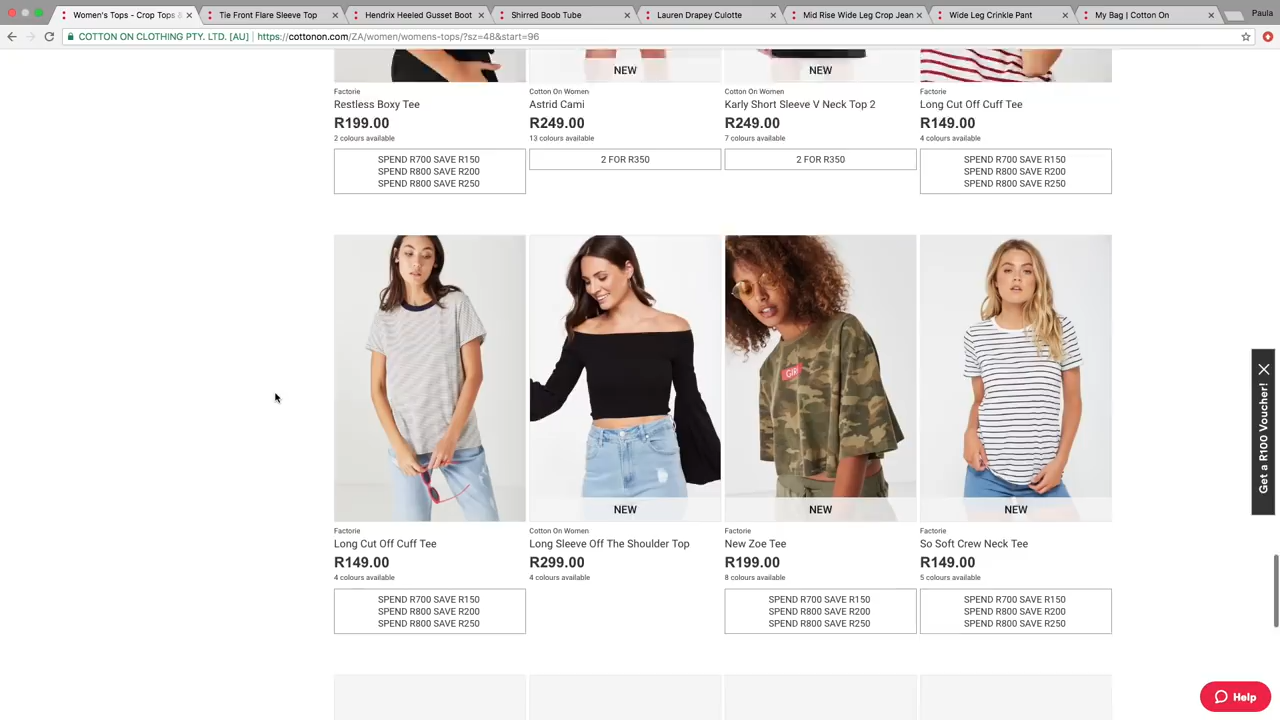 Women's Tops - Crop Tops &
Tie Front Flare Sleeve Top
Hendrix Heeled Gusset Boot
Shirred Boob Tube
Lauren Drapey Culotte
Mid Rise Wide Leg Crop Jean
Wide Leg Crinkle Pant
My Bag | Cotton On
Paula
COTTON ON CLOTHING PTY. LTD. [AU]
https://cottonon.com/ZA/women/womens-tops/?sz=48&start=96
NEW
NEW
Factorie
Restless Boxy Tee
R199.00
2 colours available
SPEND R700 SAVE R150
SPEND R800 SAVE R200
SPEND R800 SAVE R250
Cotton On Women
Astrid Cami
R249.00
13 colours available
2 FOR R350
Cotton On Women
Karly Short Sleeve V Neck Top 2
R249.00
7 colours available
2 FOR R350
Factorie
Long Cut Off Cuff Tee
R149.00
4 colours available
SPEND R700 SAVE R150
SPEND R800 SAVE R200
SPEND R800 SAVE R250
GIRL
NEW
NEW
NEW
Factorie
Long Cut Off Cuff Tee
R149.00
4 colours available
SPEND R700 SAVE R150
SPEND R800 SAVE R200
SPEND R800 SAVE R250
Cotton On Women
Long Sleeve Off The Shoulder Top
R299.00
4 colours available
Factorie
New Zoe Tee
R199.00
8 colours available
SPEND R700 SAVE R150
SPEND R800 SAVE R200
SPEND R800 SAVE R250
Factorie
So Soft Crew Neck Tee
R149.00
5 colours available
SPEND R700 SAVE R150
SPEND R800 SAVE R200
SPEND R800 SAVE R250
Get a R100 Voucher!
Help